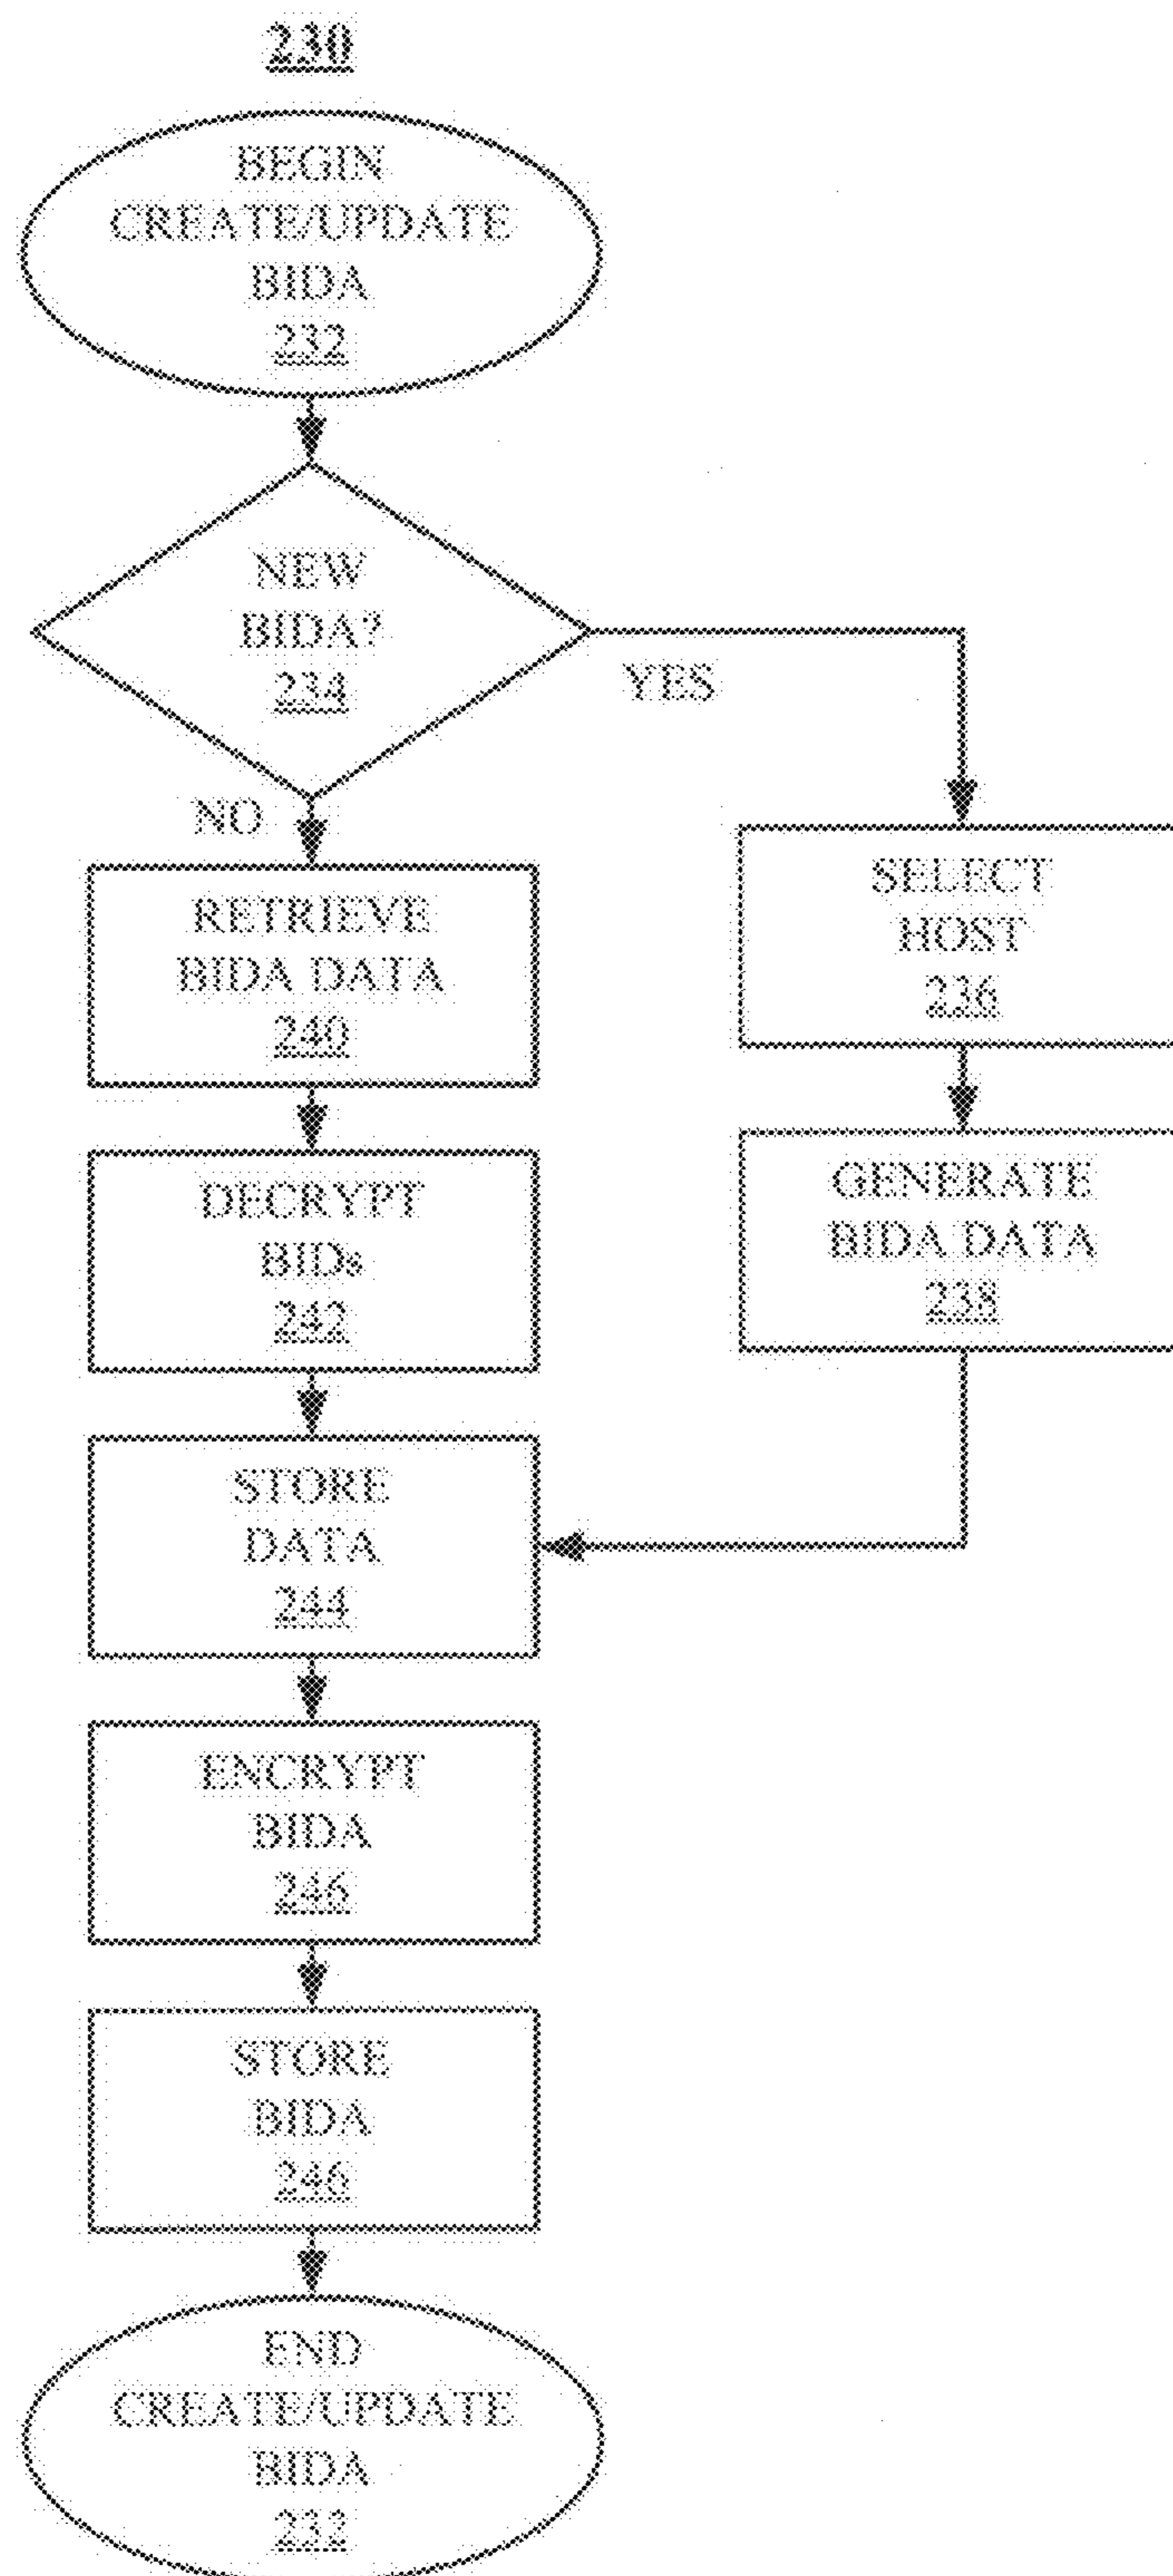 230
BEGIN
CREATE/UPDATE
BIDA
232
NEW
BIDA?
234
YES
NO
RETRIEVE
BIDA DATA
240
SELECT
HOST
236
DECRYPT
BIDs
242
GENERATE
BIDA DATA
238
STORE
DATA
244
ENCRYPT
BIDA
246
STORE
BIDA
246
END
CREATE/UPDATE
BIDA
232